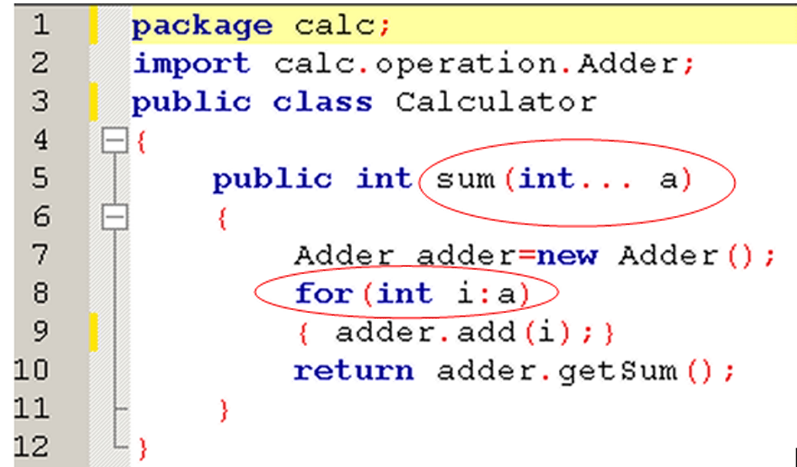 1 package calc;
2 import calc.operation.Adder;
3 public class Calculator
4 {
5 public int sum(int... a)
6 {
7 Adder adder=new Adder();
8 for(int i:a)
9 { adder.add(i);}
10 return adder.getSum();
11 }
12 }